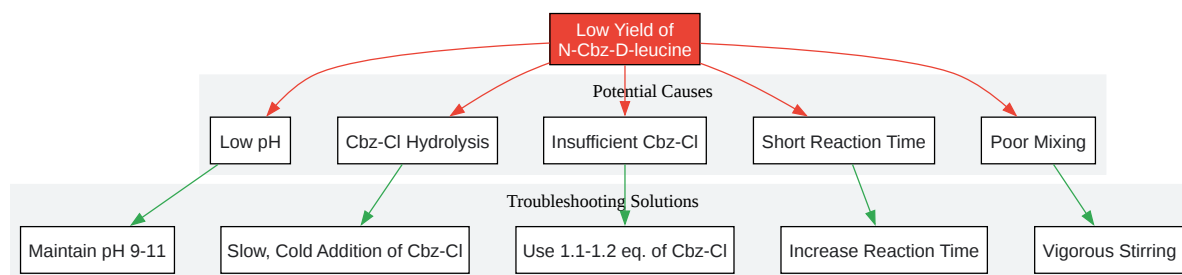 Low Yield of
N-Cbz-D-leucine
Potential Causes
Low pH
Cbz-Cl Hydrolysis
Insufficient Cbz-Cl
Short Reaction Time
Poor Mixing
Troubleshooting Solutions
Maintain pH 9-11
Slow, Cold Addition of Cbz-Cl
Use 1.1-1.2 eq. of Cbz-Cl
Increase Reaction Time
Vigorous Stirring